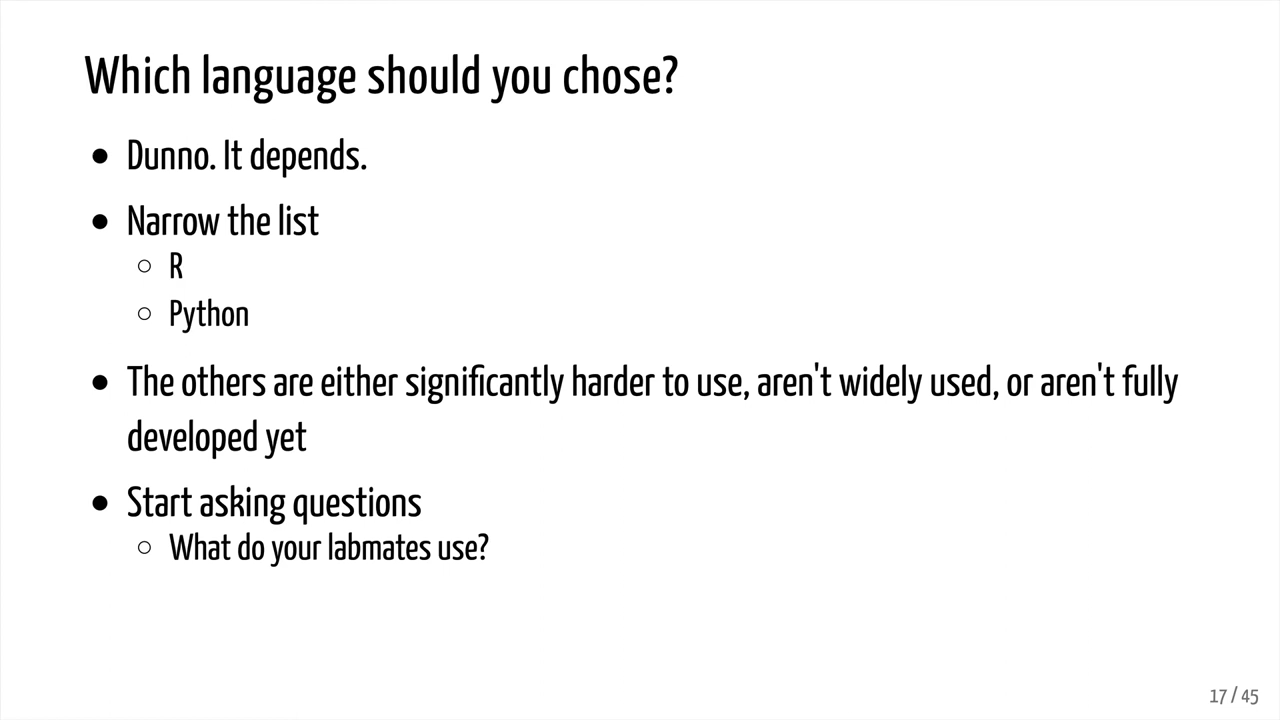 Which language should you chose?
• Dunno. It depends.
• Narrow the list
○ R
○ Python
• The others are either significantly harder to use, aren't widely used, or aren't fully
developed yet
• Start asking questions
○ What do your labmates use?
17 / 45